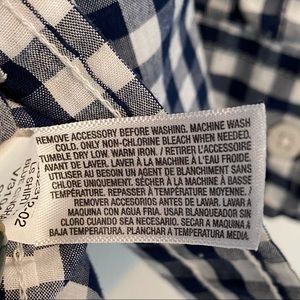 REMOVE ACCESSORY BEFORE WASHING. MACHINE WASH
COLD. ONLY NON-CHLORINE BLEACH WHEN NEEDED.
TUMBLE DRY LOW. WARM IRON. / RETIRER L'ACCESSOIRE
AVANT DE LAVER. LAVER À LA MACHINE À L'EAU FROIDE.
UTILISER AU BESOIN UN AGENT DE BLANCHIMENT SANS
CHLORE SEULEMENT. SÉCHER À LA MACHINE À BASSE
TEMPÉRATURE. REPASSER À TEMPÉRATURE MOYENNE. /
REMOVER ACCESORIOS ANTES DE LAVAR. LAVAR A
MAQUINA CON AGUA FRIA. USAR BLANQUEADOR SIN
CLORO CUANDO SEA NECESARIO. SECAR A MAQUINA A
BAJA TEMPERATURA. PLANCHAR A TEMPERATURA MEDIA.